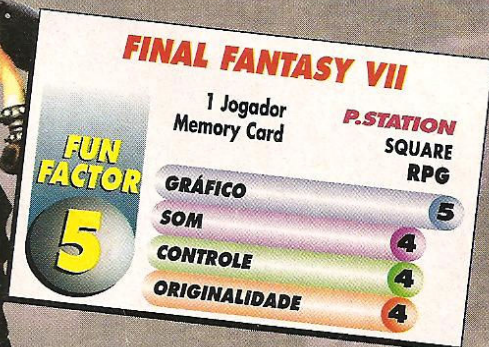 FINAL FANTASY VII
1 Jogador
Memory Card
P.STATION
SQUARE
RPG
FUN
FACTOR
5
GRÁFICO 5
SOM 4
CONTROLE 4
ORIGINALIDADE 4